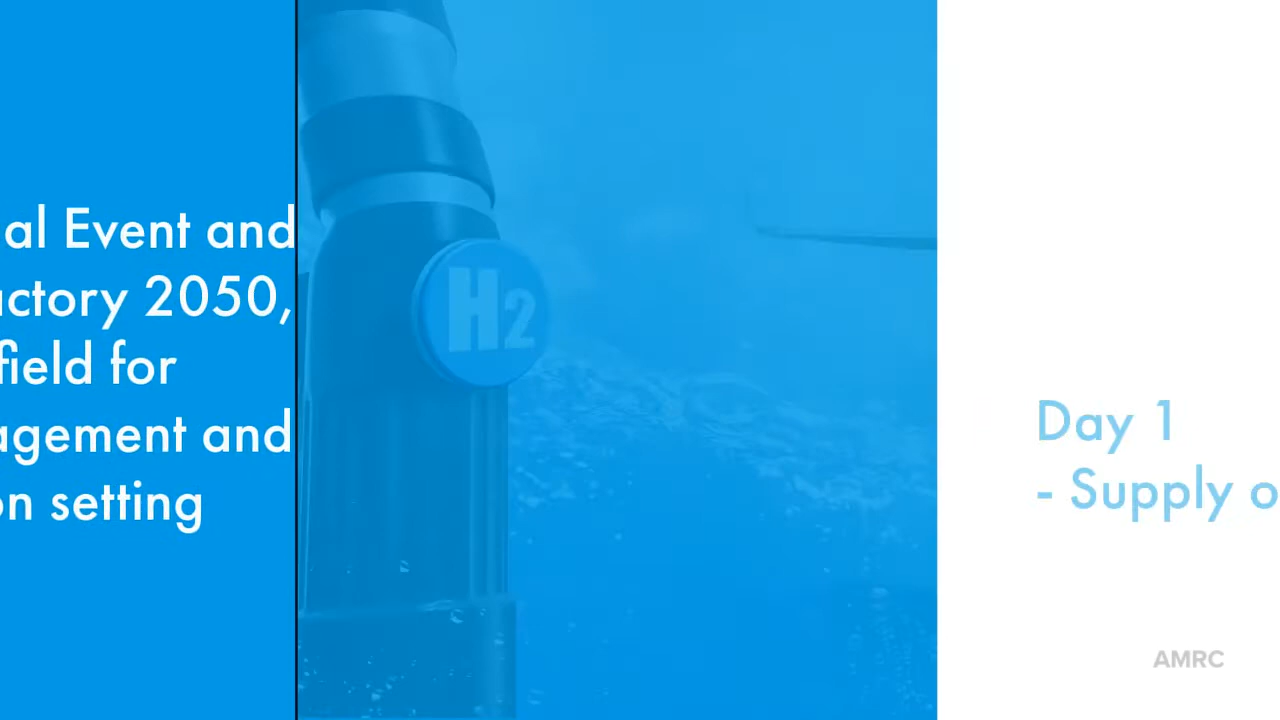 al Event and
actory 2050,
field for
agement and
on setting
H2
Day 1
- Supply o
AMRC